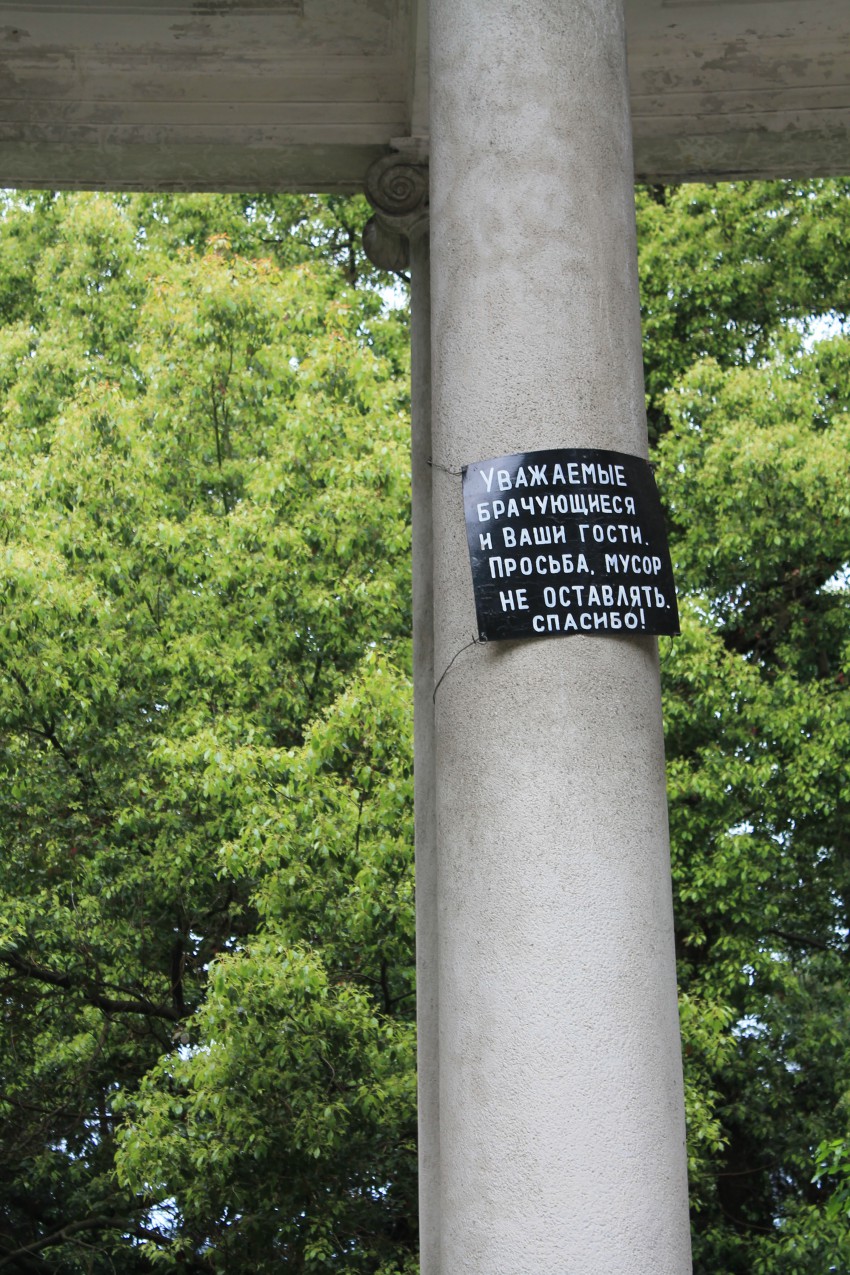 УВАЖАЕМЫЕ
БРАЧУЮЩИЕСЯ
И ВАШИ ГОСТИ.
ПРОСЬБА, МУСОР
НЕ ОСТАВЛЯТЬ.
СПАСИБО!